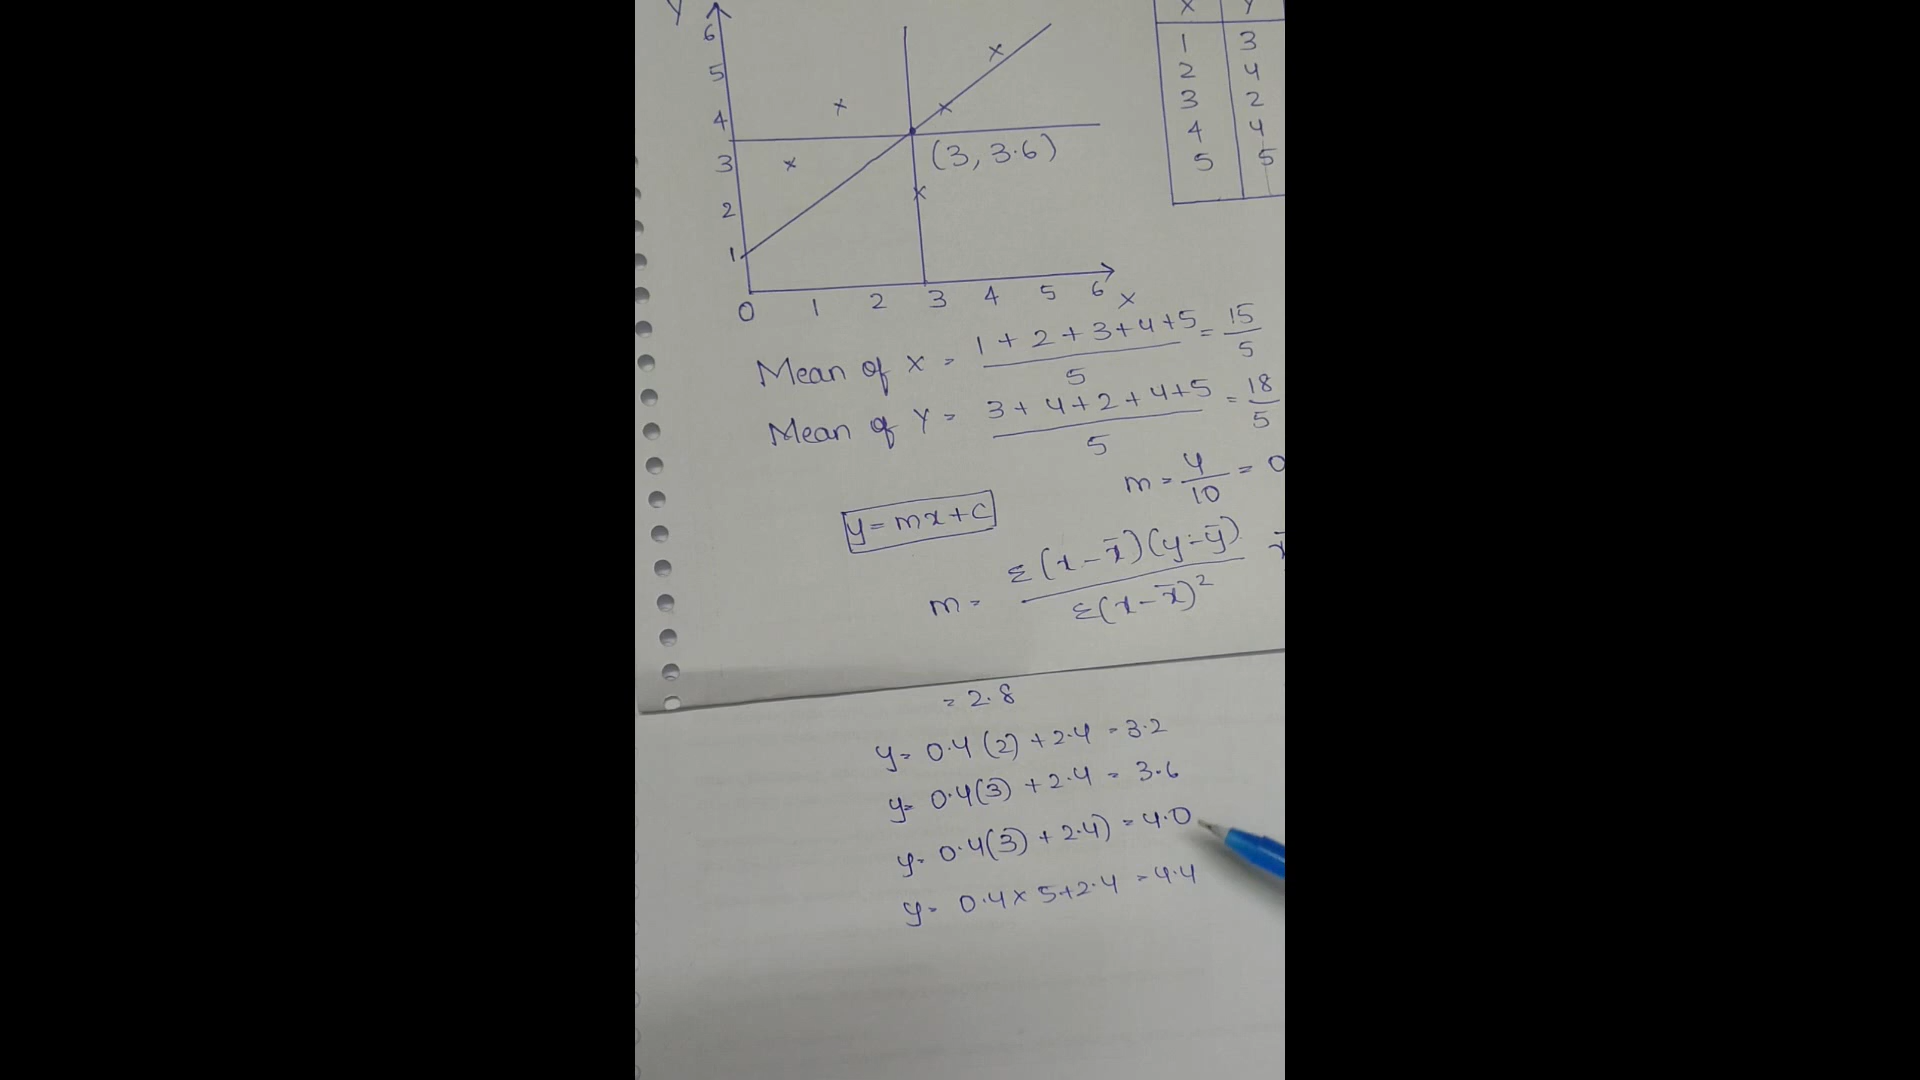 Y
X Y
6
5
4
3
2
1
0 1 2 3 4 5 6 X
(3, 3.6)
1 3
2 4
3 2
4 4
5 5
Mean of X = 1 + 2 + 3 + 4 + 5 / 5 = 15 / 5
Mean of Y = 3 + 4 + 2 + 4 + 5 / 5 = 18 / 5
m = 4 / 10 = 0
y = mx + c
m = Σ(x - x̄)(y - ȳ) / Σ(x - x̄)²
= 2.8
y = 0.4 (2) + 2.4 = 3.2
y = 0.4(3) + 2.4 = 3.6
y = 0.4(3) + 2.4) = 4.0
y = 0.4 x 5 + 2.4 = 4.4